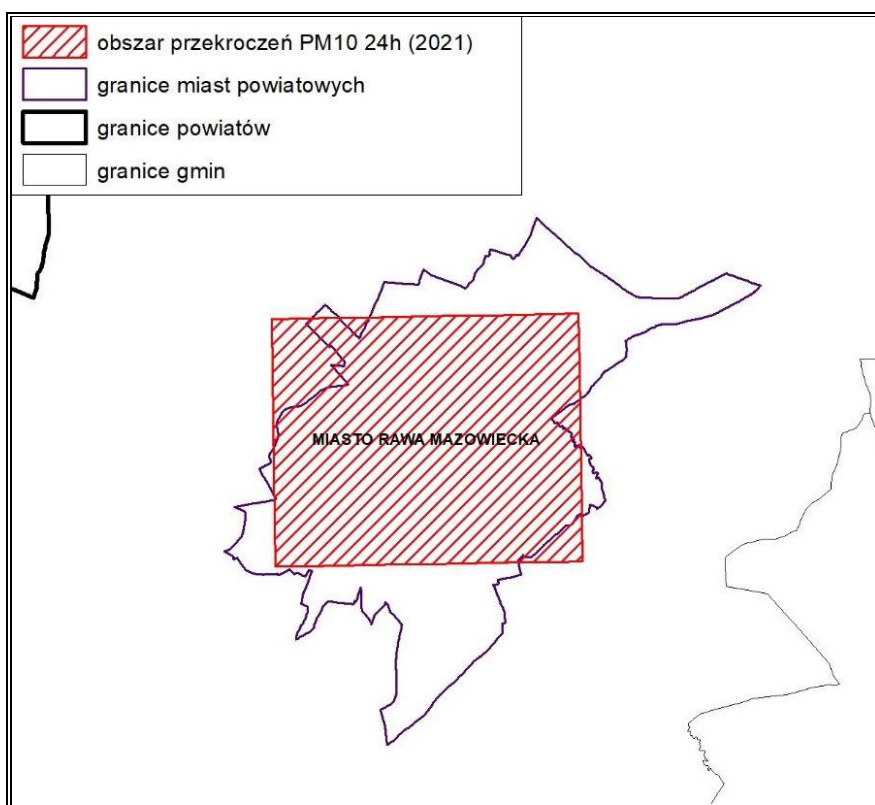 obszar przekroczeń PM10 24h (2021)
granice miast powiatowych
granice powiatów
granice gmin
MIASTO RAWA MAZOWIECKA